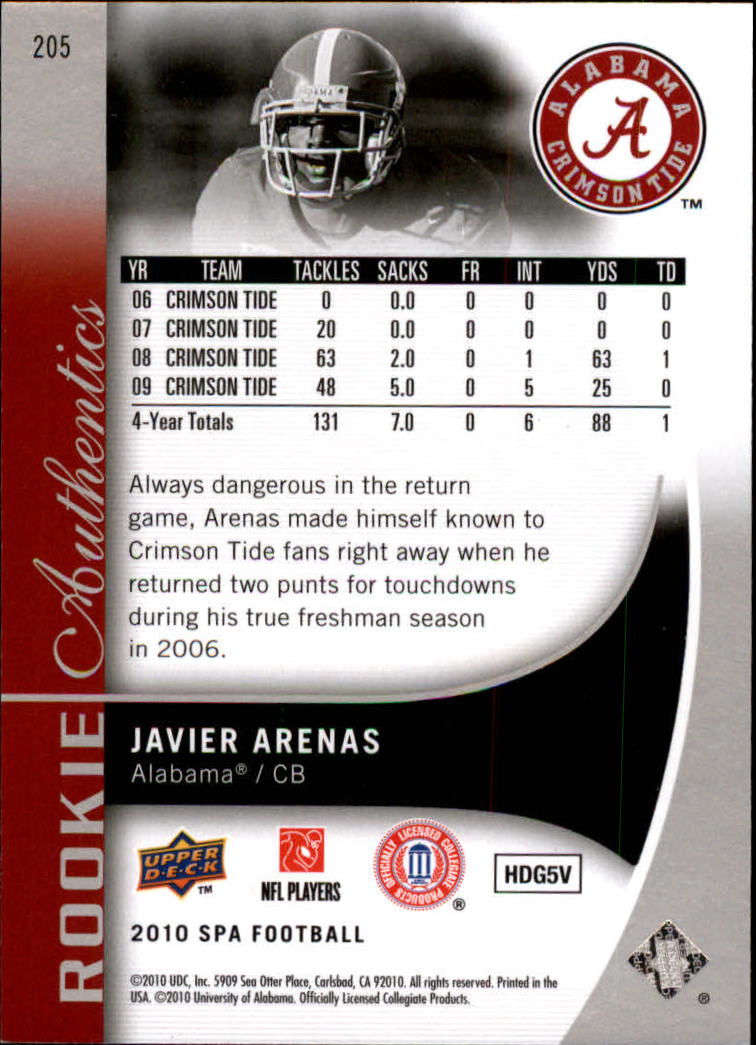 205
ALABAMA
A
CRIMSON TIDE
TM
YR TEAM TACKLES SACKS FR INT YDS TD
06 CRIMSON TIDE 0 0.0 0 0 0 0
07 CRIMSON TIDE 20 0.0 0 0 0 0
08 CRIMSON TIDE 63 2.0 0 1 63 1
09 CRIMSON TIDE 48 5.0 0 5 25 0
4-Year Totals 131 7.0 0 6 88 1
Always dangerous in the return
game, Arenas made himself known to
Crimson Tide fans right away when he
returned two punts for touchdowns
during his true freshman season
in 2006.
ROOKIE Authentics
JAVIER ARENAS
Alabama® / CB
UPPER
D·E·C·K
TM
NFL PLAYERS
OFFICIALLY LICENSED COLLEGIATE PRODUCTS
®
HDG5V
2010 SPA FOOTBALL
©2010 UDC, Inc. 5909 Sea Otter Place, Carlsbad, CA 92010. All rights reserved. Printed in the
USA. ©2010 University of Alabama. Officially Licensed Collegiate Products.
®